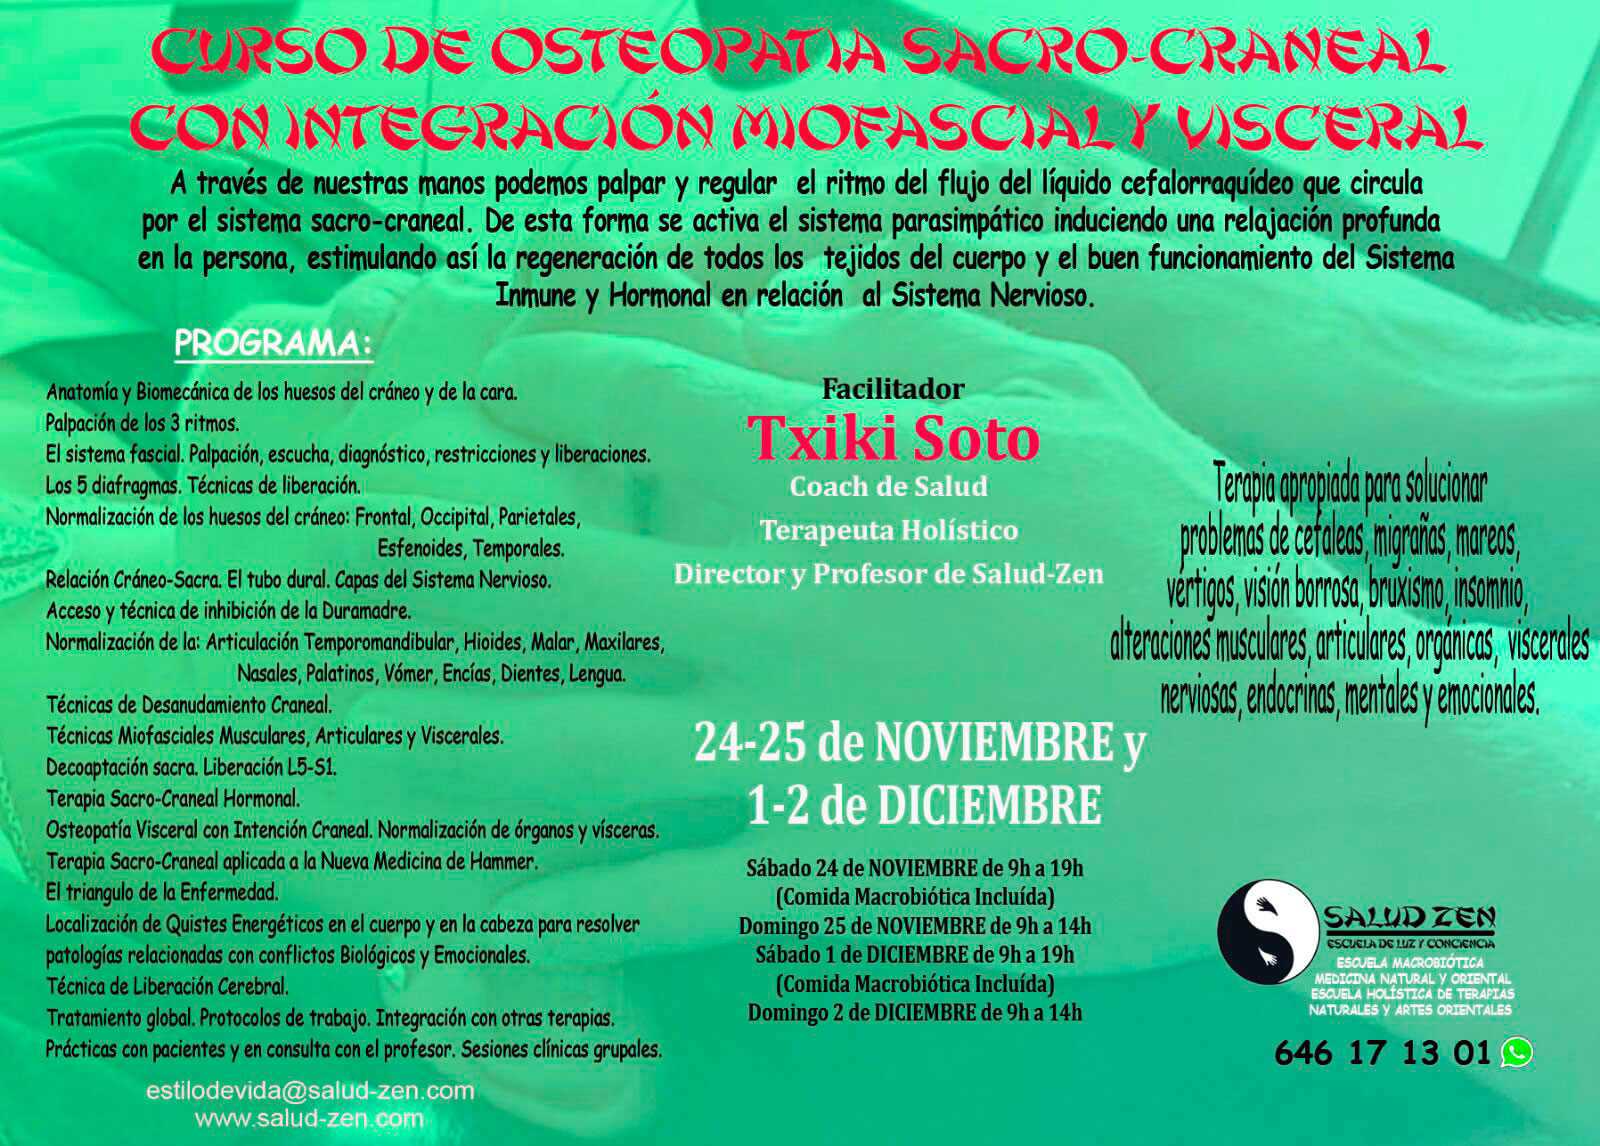 CURSO DE OSTEOPATIA SACRO-CRANEAL
CON INTEGRACIÓN MIOFASCIAL Y VISCERAL
A través de nuestras manos podemos palpar y regular el ritmo del flujo del líquido cefalorraquídeo que circula
por el sistema sacro-craneal. De esta forma se activa el sistema parasimpático induciendo una relajación profunda
en la persona, estimulando así la regeneración de todos los tejidos del cuerpo y el buen funcionamiento del Sistema
Inmune y Hormonal en relación al Sistema Nervioso.
PROGRAMA:
Anatomía y Biomecánica de los huesos del cráneo y de la cara.
Palpación de los 3 ritmos.
El sistema fascial. Palpación, escucha, diagnóstico, restricciones y liberaciones.
Los 5 diafragmas. Técnicas de liberación.
Normalización de los huesos del cráneo: Frontal, Occipital, Parietales,
Esfenoides, Temporales.
Relación Cráneo-Sacra. El tubo dural. Capas del Sistema Nervioso.
Acceso y técnica de inhibición de la Duramadre.
Normalización de la: Articulación Temporomandibular, Hioides, Malar, Maxilares,
Nasales, Palatinos, Vómer, Encías, Dientes, Lengua.
Técnicas de Desanudamiento Craneal.
Técnicas Miofasciales Musculares, Articulares y Viscerales.
Decoaptación sacra. Liberación L5-S1.
Terapia Sacro-Craneal Hormonal.
Osteopatía Visceral con Intención Craneal. Normalización de órganos y vísceras.
Terapia Sacro-Craneal aplicada a la Nueva Medicina de Hammer.
El triangulo de la Enfermedad.
Localización de Quistes Energéticos en el cuerpo y en la cabeza para resolver
patologías relacionadas con conflictos Biológicos y Emocionales.
Técnica de Liberación Cerebral.
Tratamiento global. Protocolos de trabajo. Integración con otras terapias.
Prácticas con pacientes y en consulta con el profesor. Sesiones clínicas grupales.
estilodevida@salud-zen.com
www.salud-zen.com
Facilitador
Txiki Soto
Coach de Salud
Terapeuta Holístico
Director y Profesor de Salud-Zen
24-25 de NOVIEMBRE y
1-2 de DICIEMBRE
Sábado 24 de NOVIEMBRE de 9h a 19h
(Comida Macrobiótica Incluída)
Domingo 25 de NOVIEMBRE de 9h a 14h
Sábado 1 de DICIEMBRE de 9h a 19h
(Comida Macrobiótica Incluída)
Domingo 2 de DICIEMBRE de 9h a 14h
Terapia apropiada para solucionar
problemas de cefaleas, migrañas, mareos,
vértigos, visión borrosa, bruxismo, insomnio,
alteraciones musculares, articulares, orgánicas, viscerales
nerviosas, endocrinas, mentales y emocionales.
SALUD ZEN
ESCUELA DE LUZ Y CONCIENCIA
ESCUELA MACROBIÓTICA
MEDICINA NATURAL Y ORIENTAL
ESCUELA HOLÍSTICA DE TERAPIAS
NATURALES Y ARTES ORIENTALES
646 17 13 01